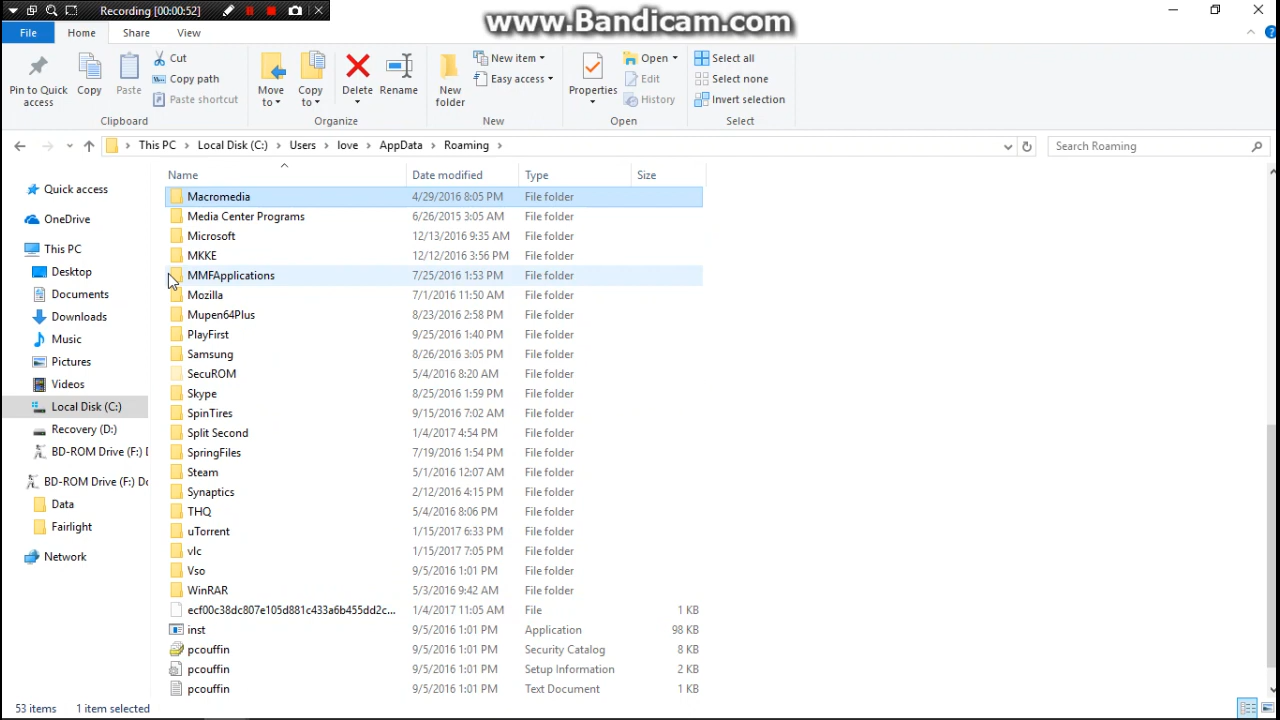 Recording [00:00:52]
www.Bandicam.com
File Home Share View
Pin to Quick access
Copy
Paste
Cut
Copy path
Paste shortcut
Move to
Copy to
Delete
Rename
New folder
New item
Easy access
Properties
Open
Edit
History
Select all
Select none
Invert selection
Clipboard Organize New Open Select
This PC Local Disk (C:) Users love AppData Roaming
Search Roaming
Name Date modified Type Size
Quick access
OneDrive
This PC
Desktop
Documents
Downloads
Music
Pictures
Videos
Local Disk (C:)
Recovery (D:)
BD-ROM Drive (F:) D
BD-ROM Drive (F:) Do
Data
Fairlight
Network
Macromedia 4/29/2016 8:05 PM File folder
Media Center Programs 6/26/2015 3:05 AM File folder
Microsoft 12/13/2016 9:35 AM File folder
MKKE 12/12/2016 3:56 PM File folder
MMFApplications 7/25/2016 1:53 PM File folder
Mozilla 7/1/2016 11:50 AM File folder
Mupen64Plus 8/23/2016 2:58 PM File folder
PlayFirst 9/25/2016 1:40 PM File folder
Samsung 8/26/2016 3:05 PM File folder
SecuROM 5/4/2016 8:20 AM File folder
Skype 8/25/2016 1:59 PM File folder
SpinTires 9/15/2016 7:02 AM File folder
Split Second 1/4/2017 4:54 PM File folder
SpringFiles 7/19/2016 1:54 PM File folder
Steam 5/1/2016 12:07 AM File folder
Synaptics 2/12/2016 4:15 PM File folder
THQ 5/4/2016 8:06 PM File folder
uTorrent 1/15/2017 6:33 PM File folder
vlc 1/15/2017 7:05 PM File folder
Vso 9/5/2016 1:01 PM File folder
WinRAR 5/3/2016 9:42 AM File folder
ecf00c38dc807e105d881c433a6b455dd2c... 1/4/2017 11:05 AM File 1 KB
inst 9/5/2016 1:01 PM Application 98 KB
pcouffin 9/5/2016 1:01 PM Security Catalog 8 KB
pcouffin 9/5/2016 1:01 PM Setup Information 2 KB
pcouffin 9/5/2016 1:01 PM Text Document 1 KB
53 items 1 item selected